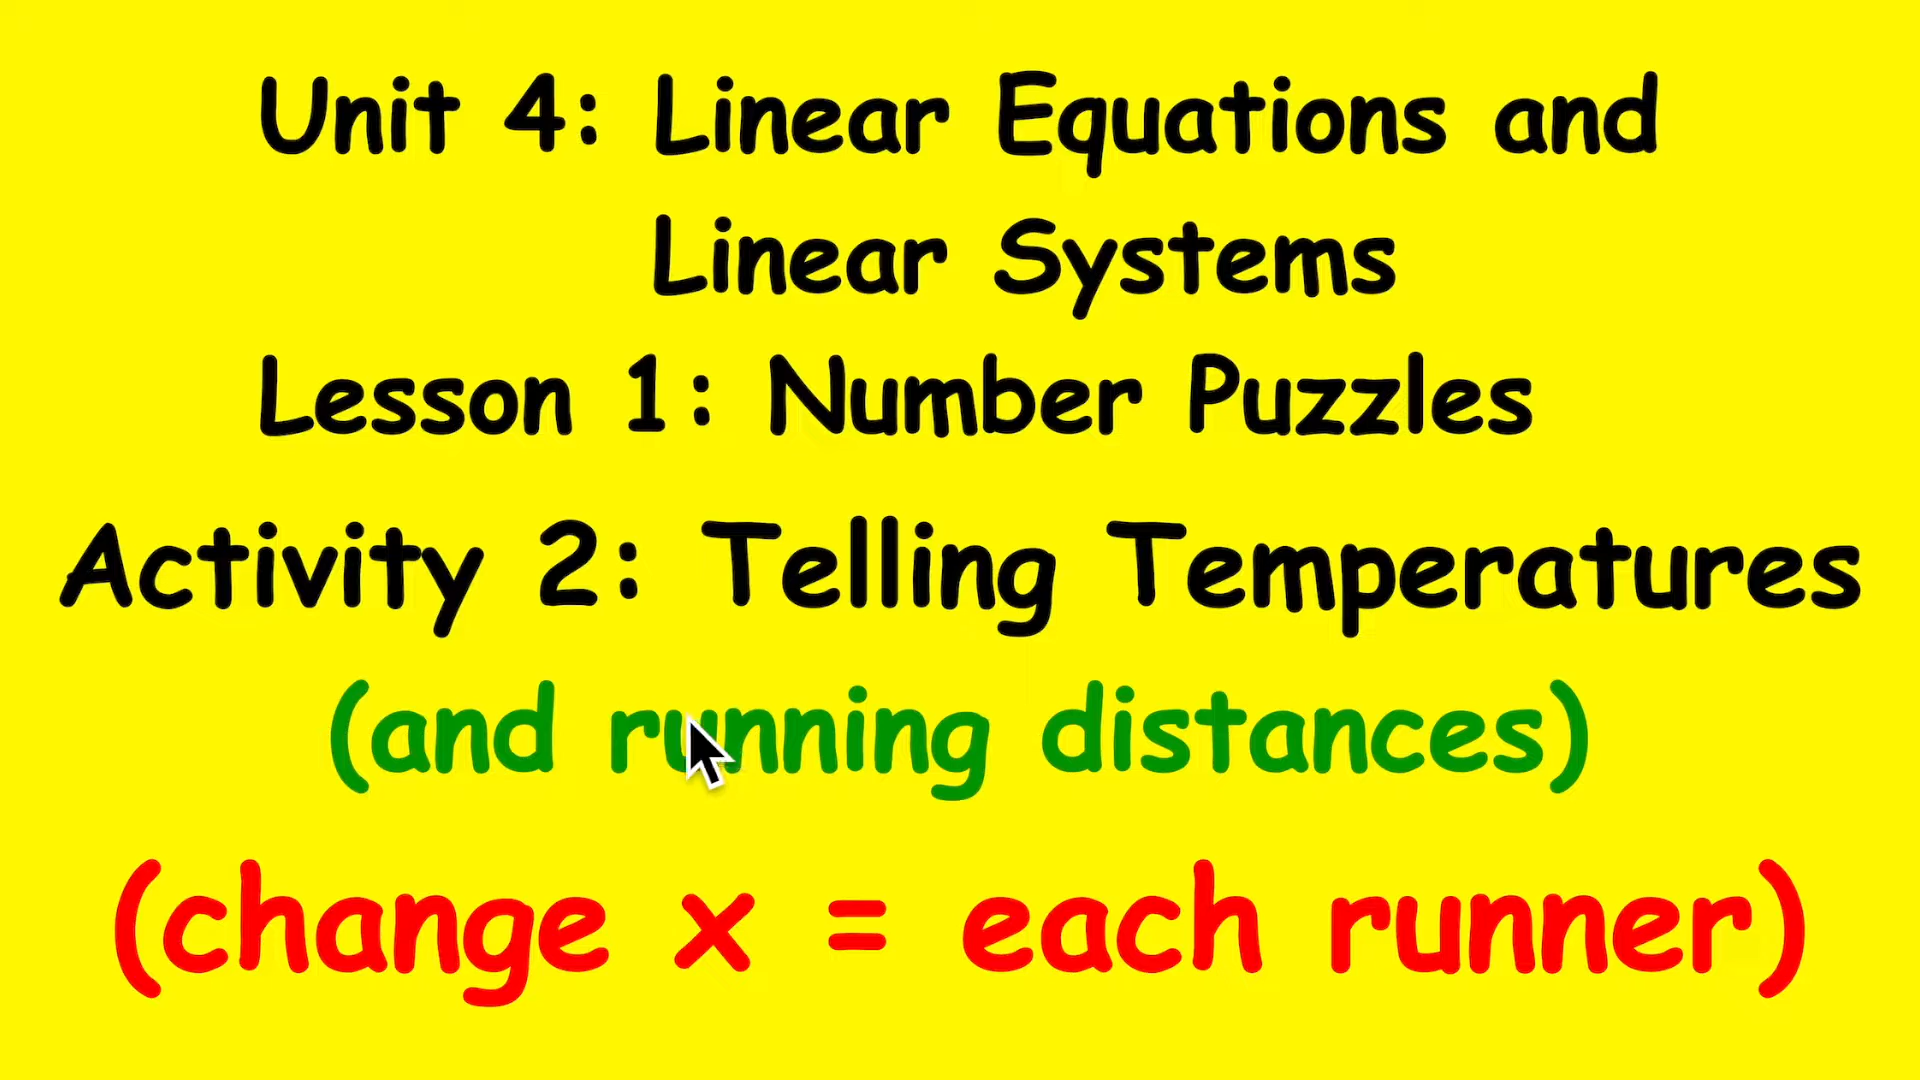 Unit 4: Linear Equations and
Linear Systems
Lesson 1: Number Puzzles
Activity 2: Telling Temperatures
(and running distances)
(change x = each runner)